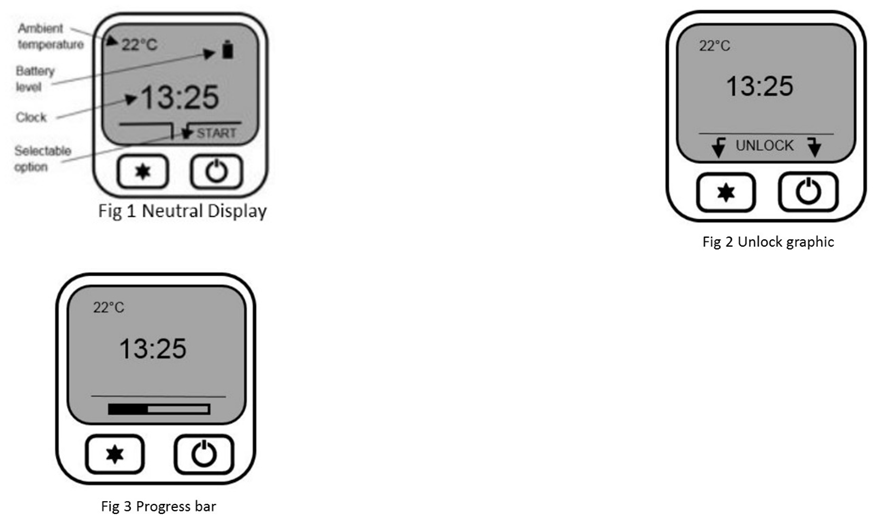 Ambient
temperature
22°C
Battery
level
13:25
Clock
START
Selectable
option
Fig 1 Neutral Display
22°C
13:25
UNLOCK
Fig 2 Unlock graphic
22°C
13:25
Fig 3 Progress bar